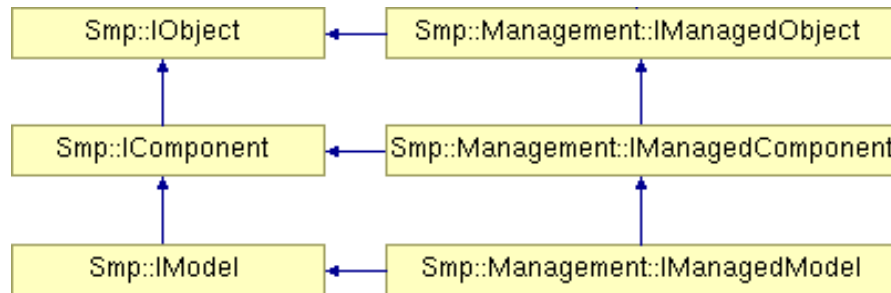 Smp::IObject Smp::Management::IManagedObject
Smp::IComponent Smp::Management::IManagedComponent
Smp::IModel Smp::Management::IManagedModel